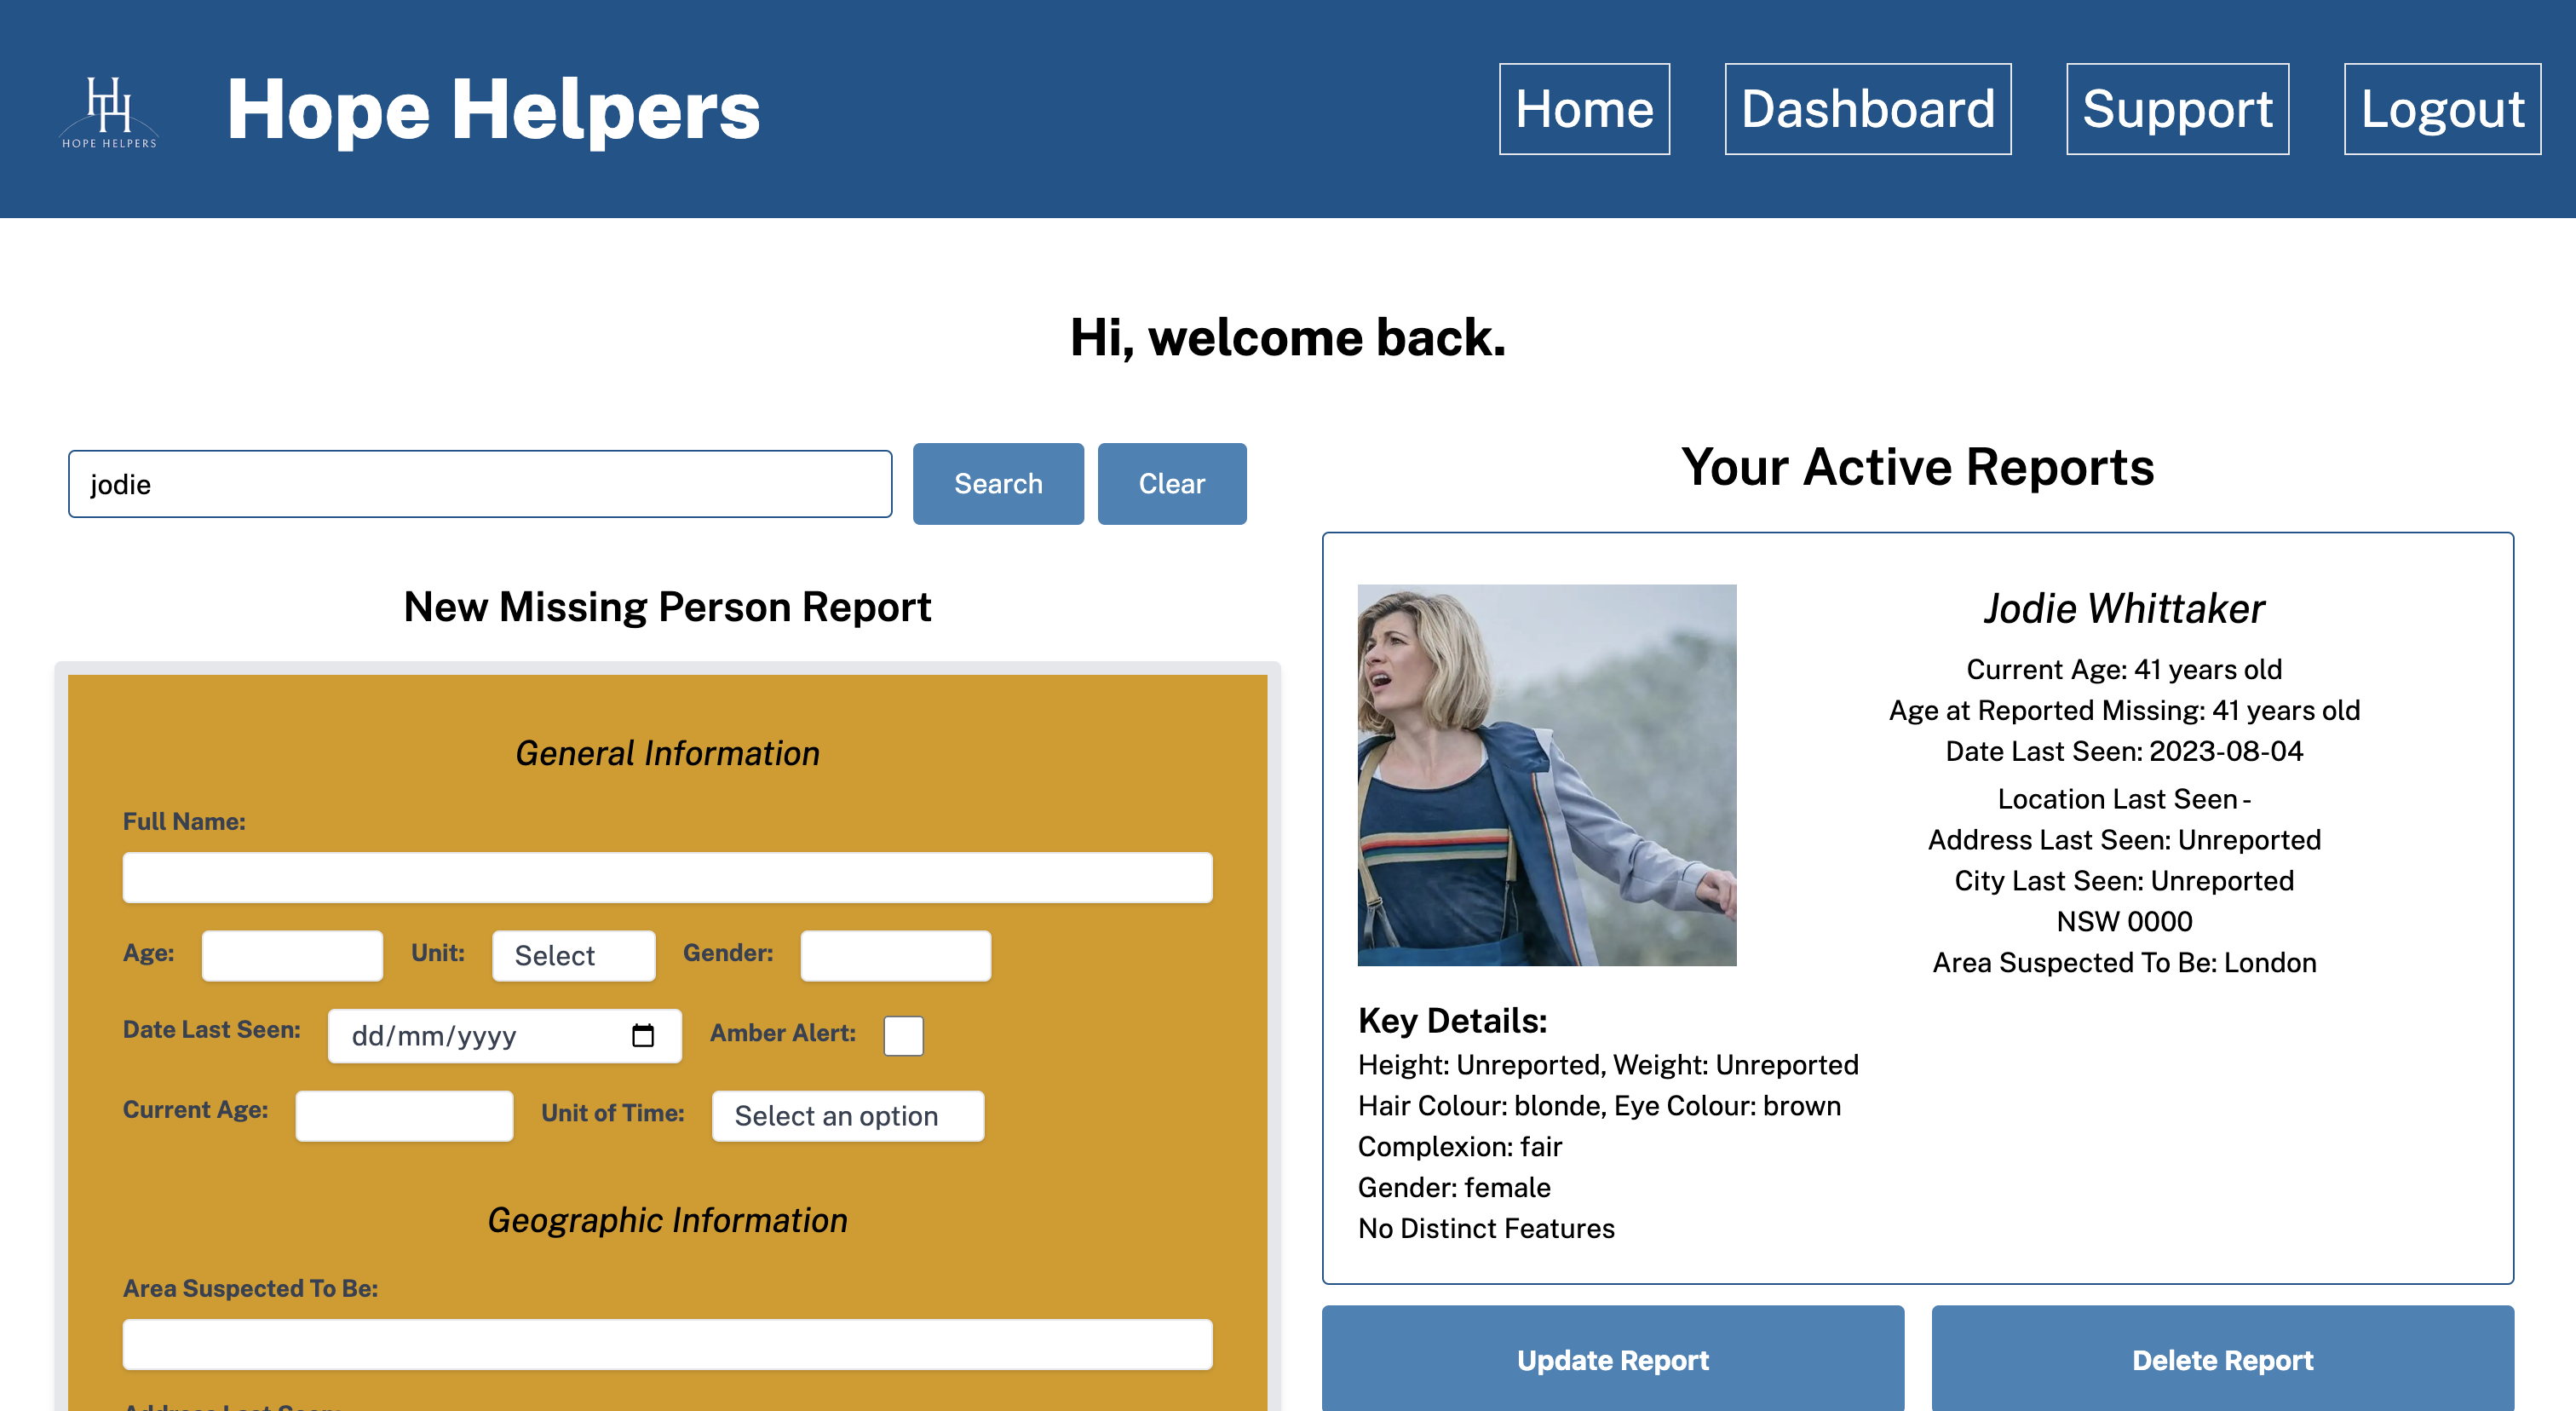 HH
HOPE HELPERS
Hope Helpers
Home
Dashboard
Support
Logout
Hi, welcome back.
jodie
Search
Clear
New Missing Person Report
General Information
Full Name:
Age:
Unit:
Select
Gender:
Date Last Seen:
dd/mm/yyyy
Amber Alert:
Current Age:
Unit of Time:
Select an option
Geographic Information
Area Suspected To Be:
Address Last Seen:
Your Active Reports
Jodie Whittaker
Current Age: 41 years old
Age at Reported Missing: 41 years old
Date Last Seen: 2023-08-04
Location Last Seen -
Address Last Seen: Unreported
City Last Seen: Unreported
NSW 0000
Area Suspected To Be: London
Key Details:
Height: Unreported, Weight: Unreported
Hair Colour: blonde, Eye Colour: brown
Complexion: fair
Gender: female
No Distinct Features
Update Report
Delete Report